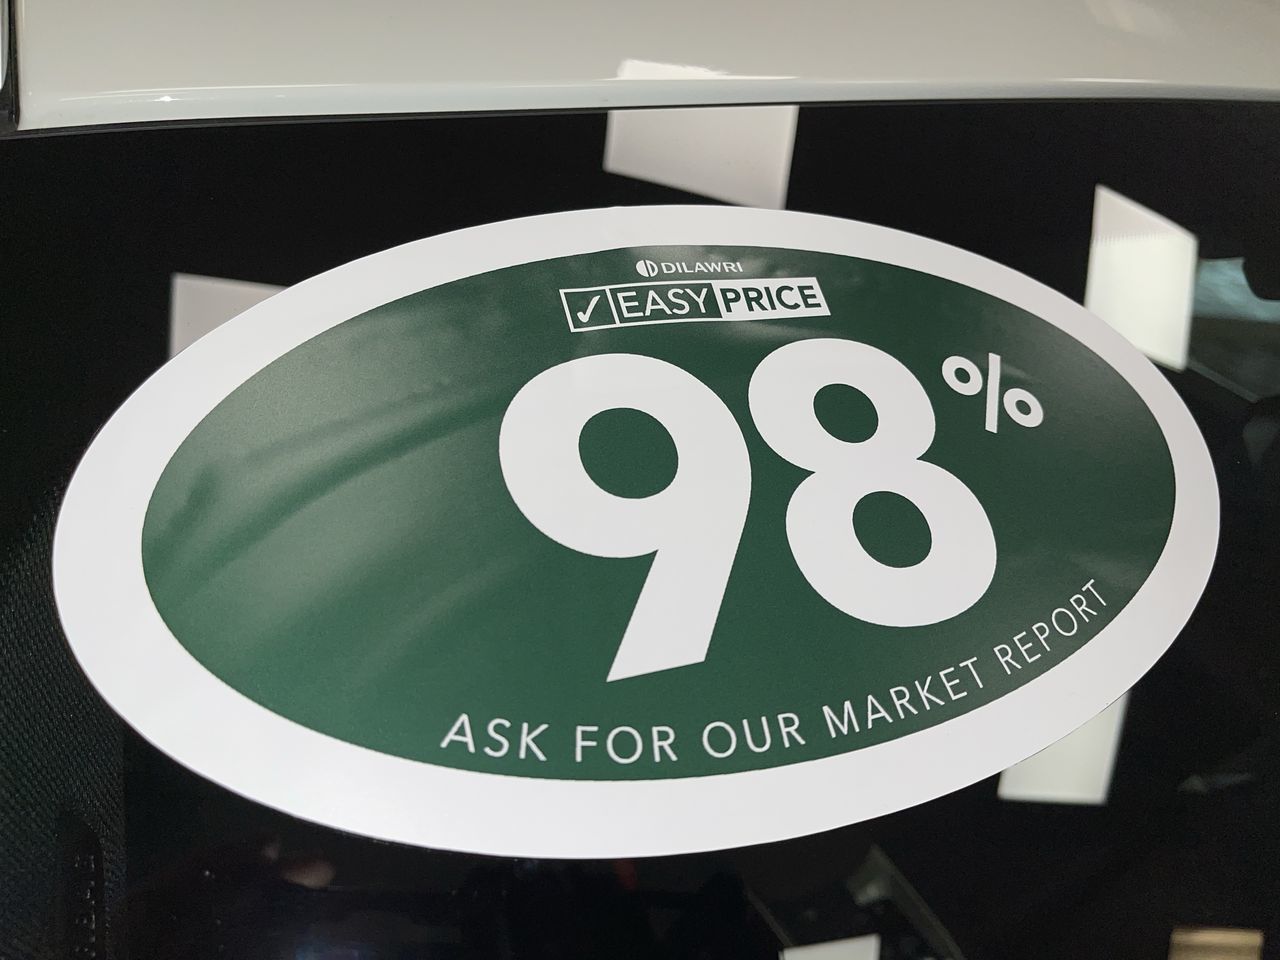 DILAWRI
✓ EASY PRICE
98%
ASK FOR OUR MARKET REPORT